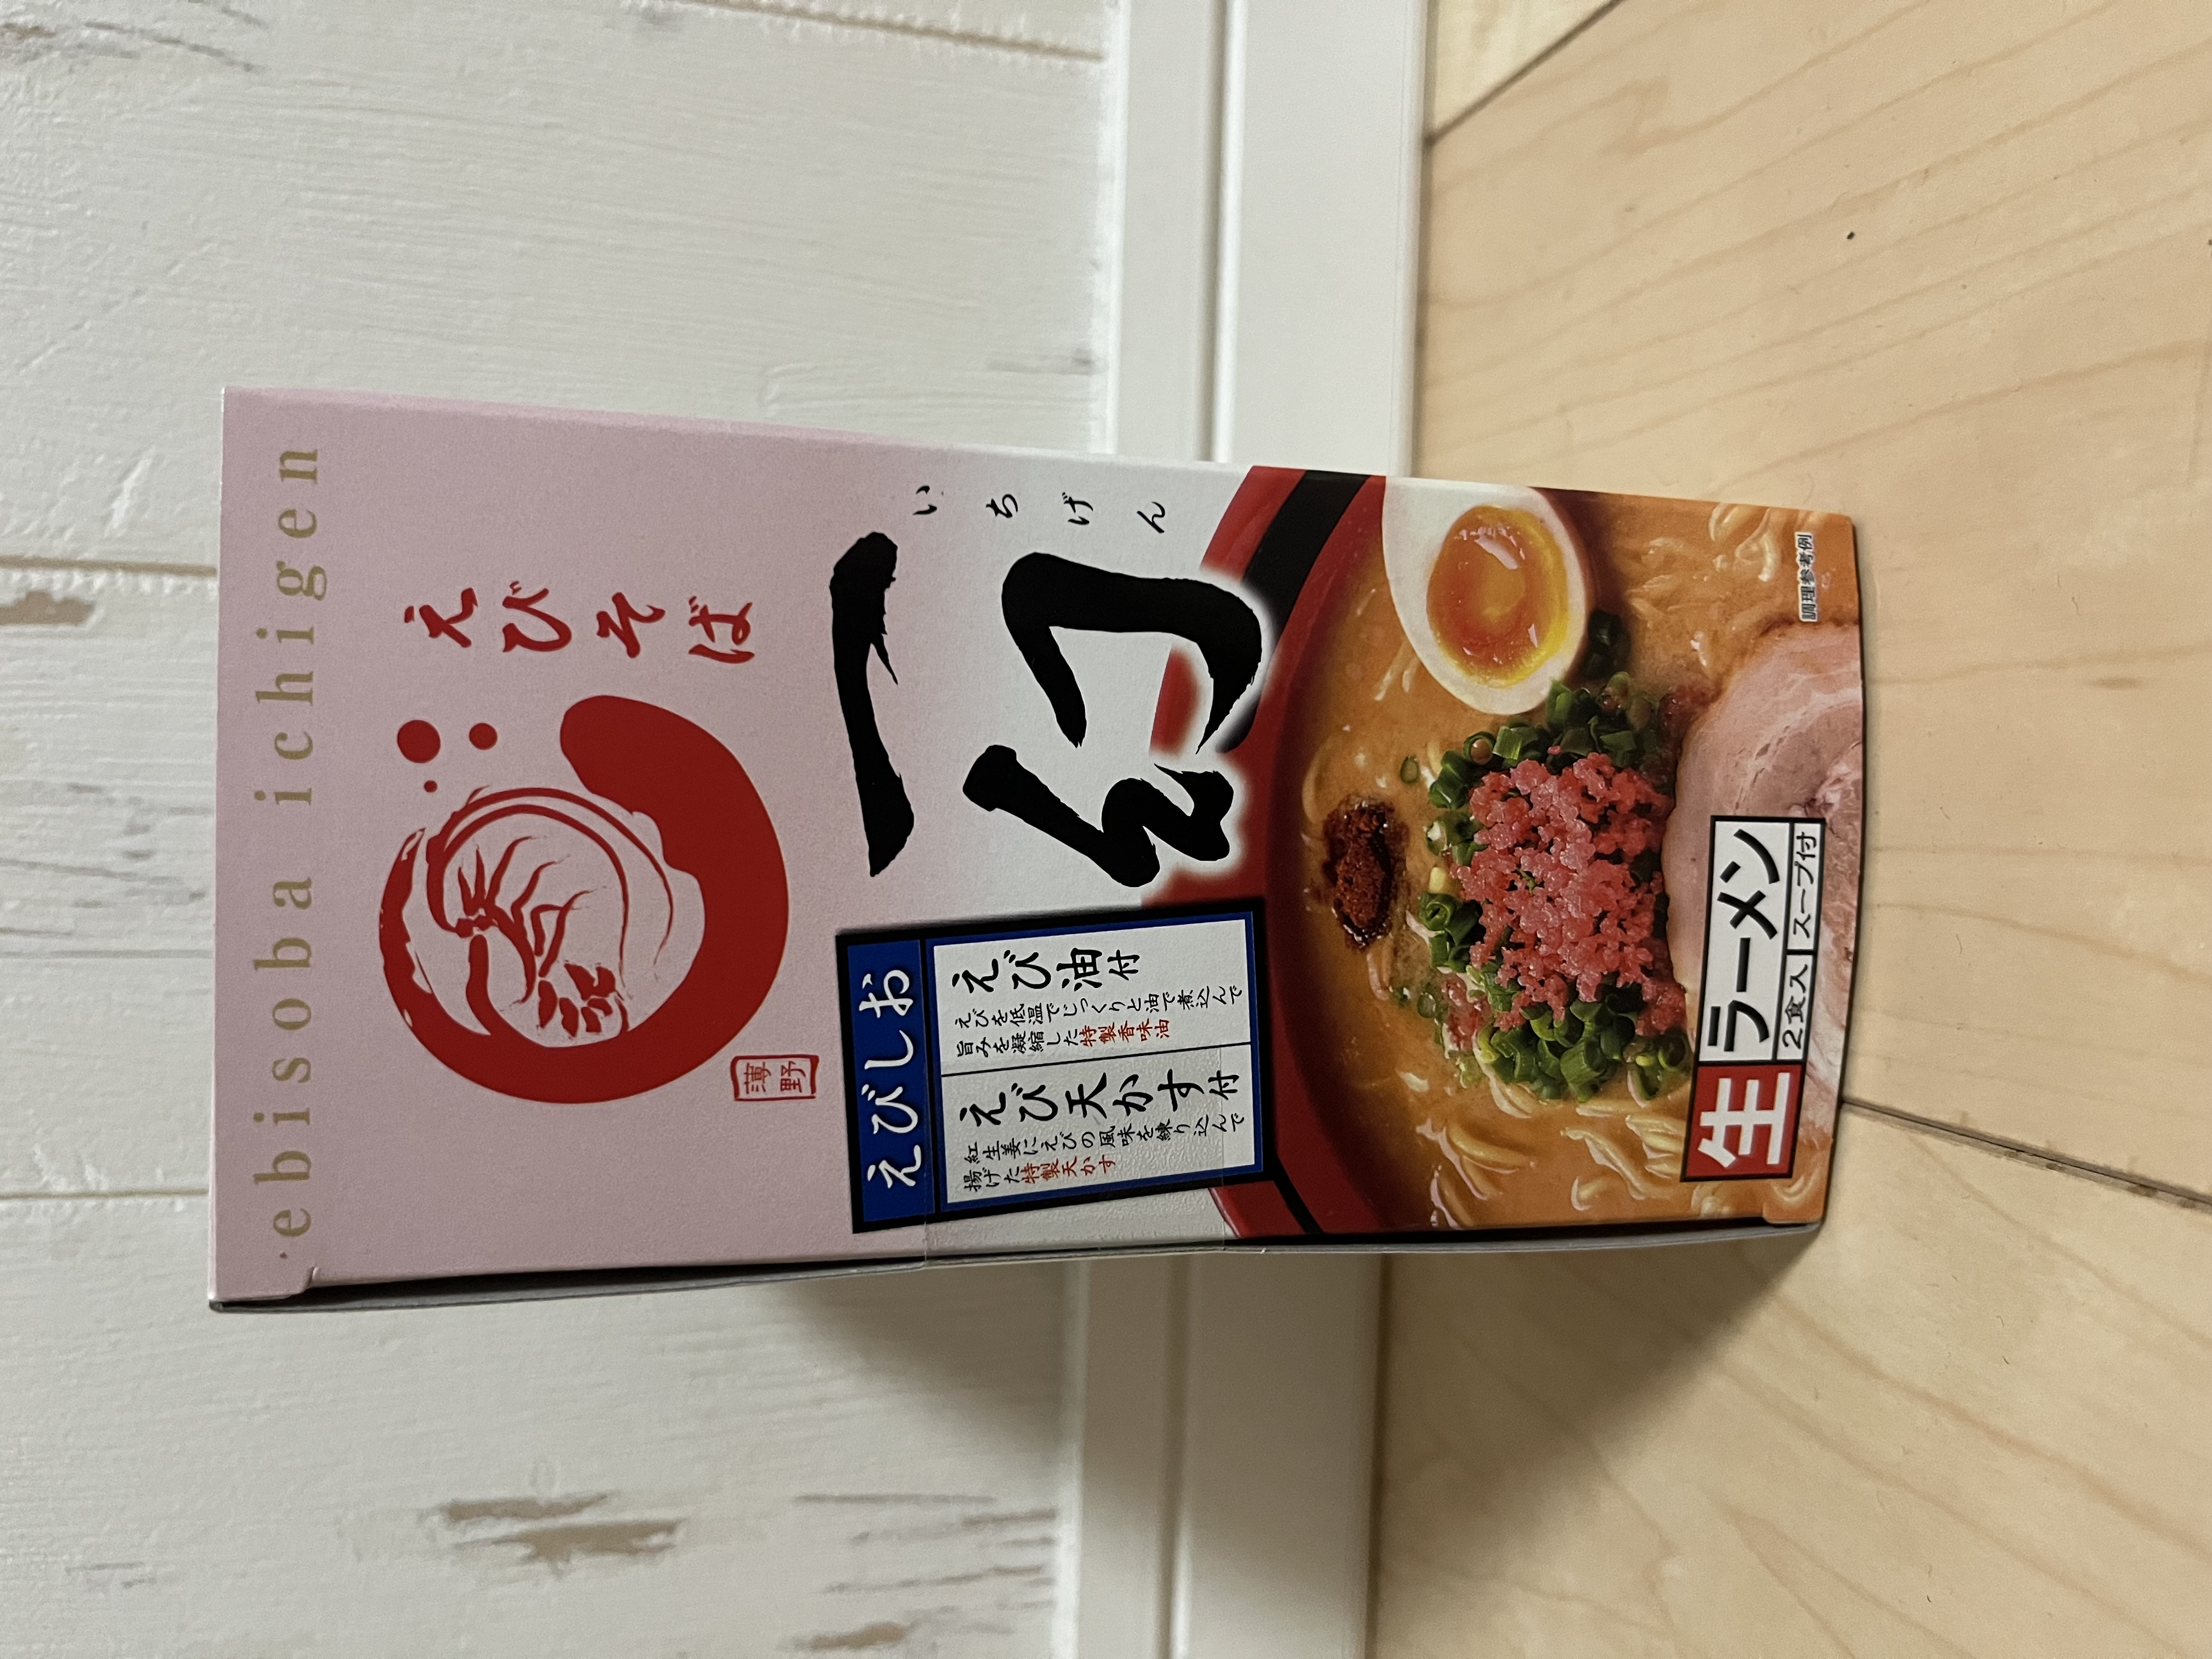 ebisoba ichigen
えびそば
一幻
いちげん
薄野
えびしお
えび油付
えびを低温でじっくりと油で煮込んで
旨みを凝縮した特製香味油
えび天かす付
紅生姜にえびの風味を練り込んで
揚げた特製天かす
調理参考例
生ラーメン
2食入 スープ付